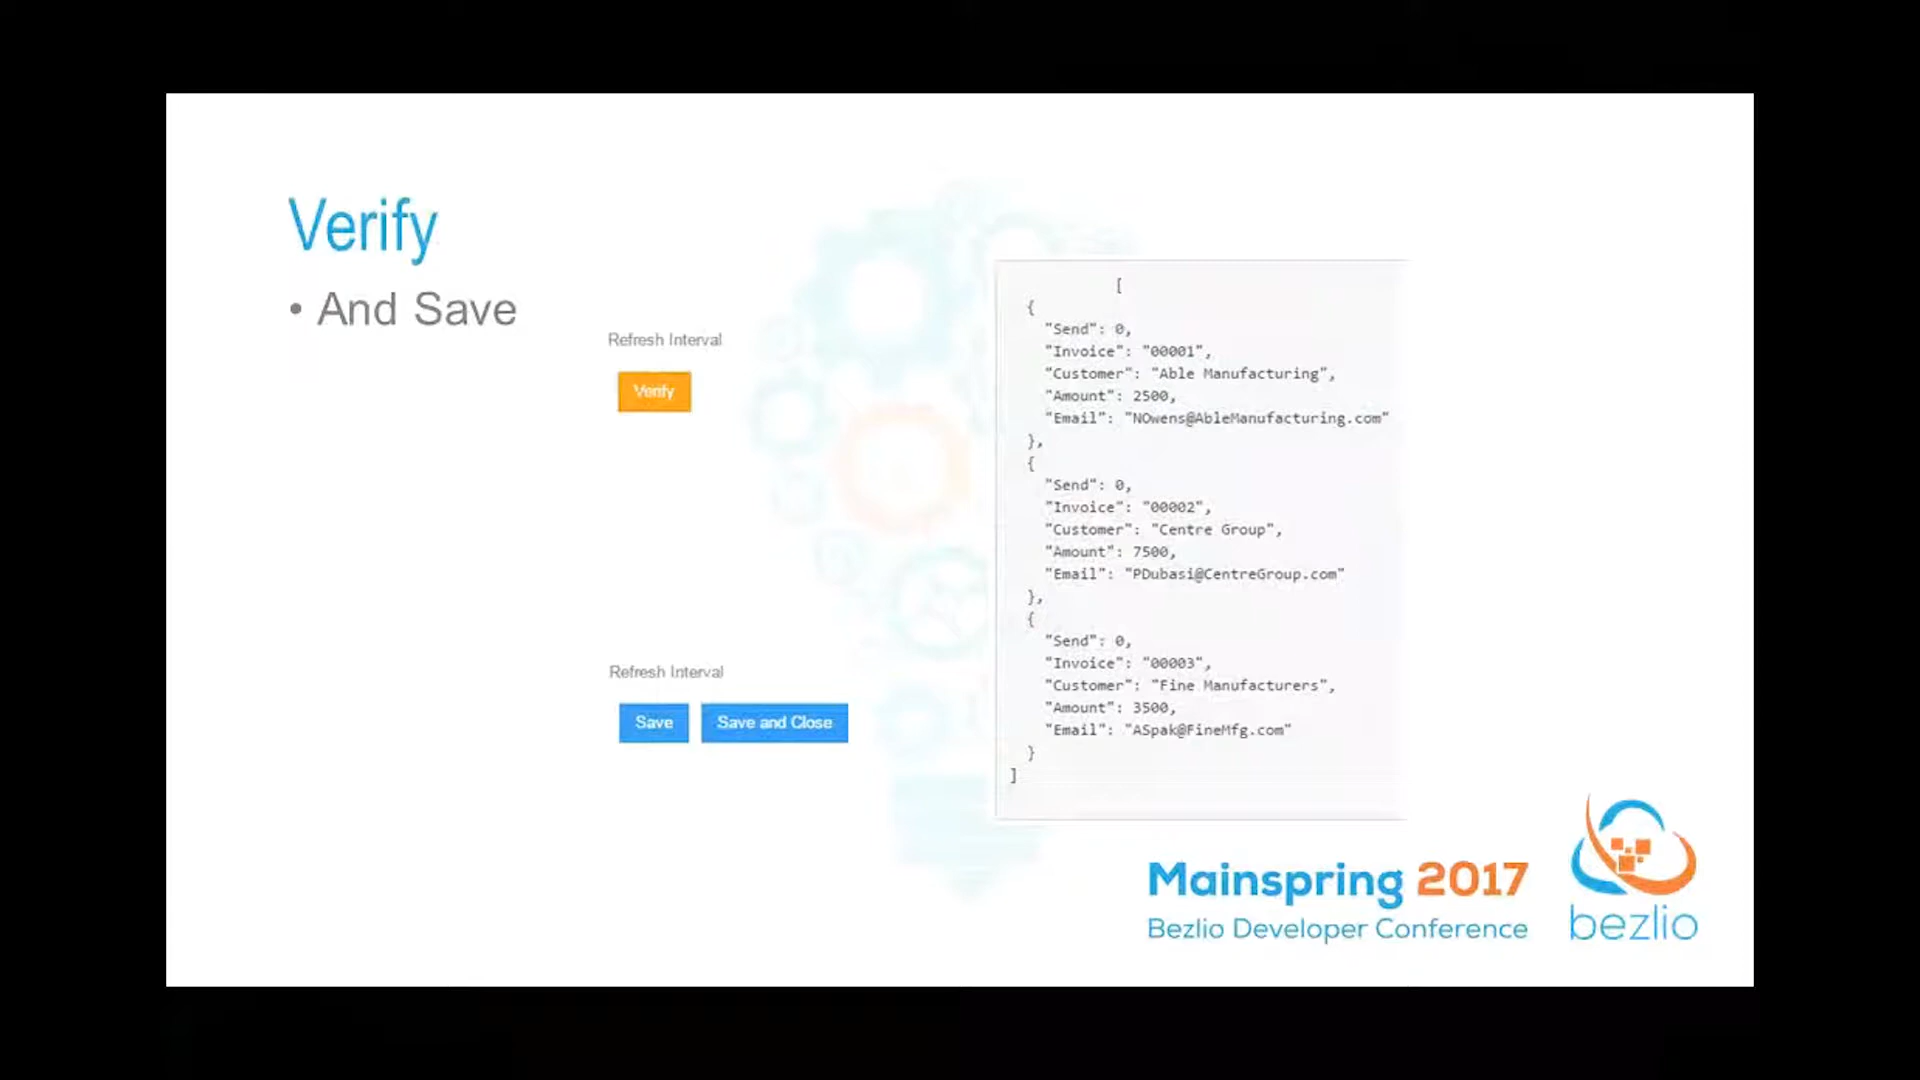 Verify
• And Save
Refresh Interval
Verify
Refresh Interval
Save
Save and Close
[
{
"Send": 0,
"Invoice": "00001",
"Customer": "Able Manufacturing",
"Amount": 2500,
"Email": "NOwens@AbleManufacturing.com"
},
{
"Send": 0,
"Invoice": "00002",
"Customer": "Centre Group",
"Amount": 7500,
"Email": "PDubasi@CentreGroup.com"
},
{
"Send": 0,
"Invoice": "00003",
"Customer": "Fine Manufacturers",
"Amount": 3500,
"Email": "ASpak@FineMfg.com"
}
]
Mainspring 2017
Bezlio Developer Conference
bezlio